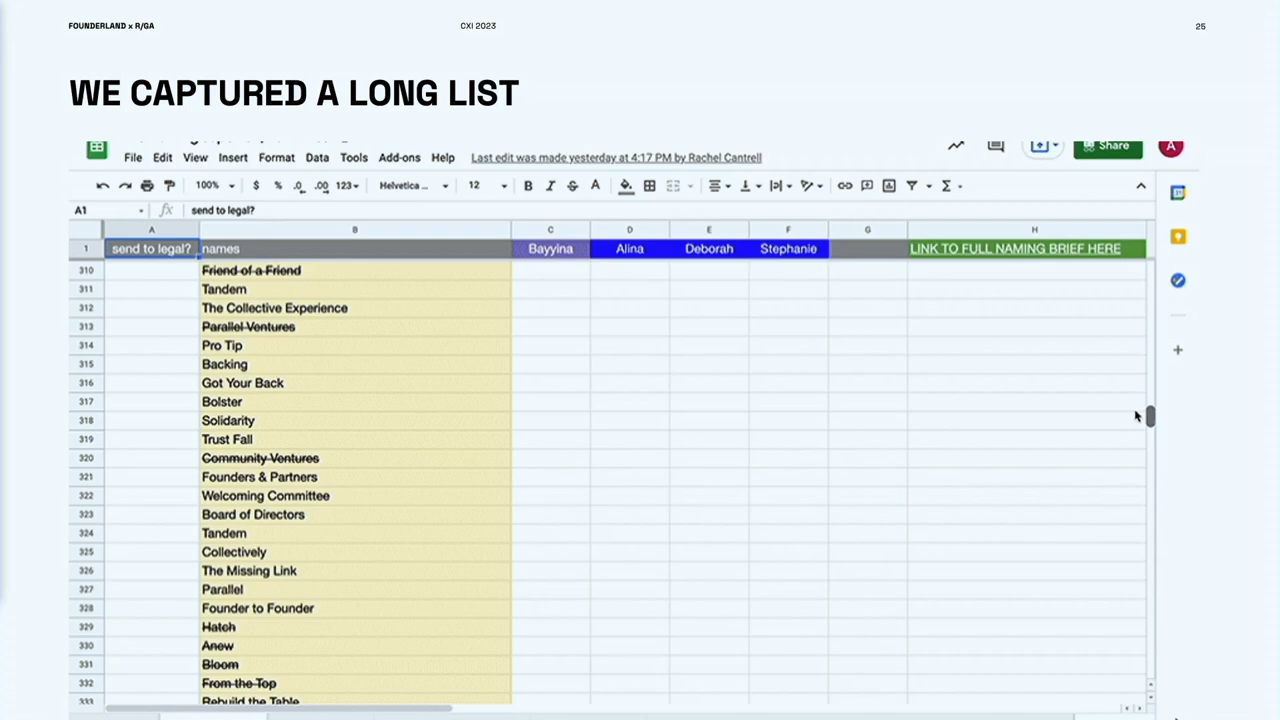 FOUNDERLAND x R/GA CXI 2023 25
WE CAPTURED A LONG LIST
File Edit View Insert Format Data Tools Add-ons Help Last edit was made yesterday at 4:17 PM by Rachel Cantrell Share A
100% $ % .0 .00 123 Helvetica ... 12 B I S A
A1 fx send to legal?
A B C D E F G H
1 send to legal? names Bayyina Alina Deborah Stephanie LINK TO FULL NAMING BRIEF HERE
310 Friend of a Friend
311 Tandem
312 The Collective Experience
313 Parallel Ventures
314 Pro Tip
315 Backing
316 Got Your Back
317 Bolster
318 Solidarity
319 Trust Fall
320 Community Ventures
321 Founders & Partners
322 Welcoming Committee
323 Board of Directors
324 Tandem
325 Collectively
326 The Missing Link
327 Parallel
328 Founder to Founder
329 Hatch
330 Anew
331 Bloom
332 From the Top
333 Rebuild the Table